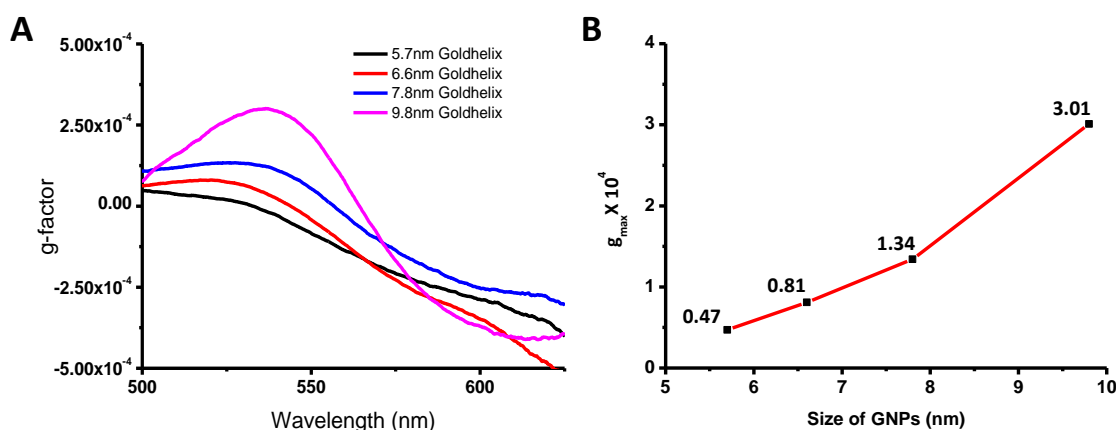 A
5.00x10⁻⁴
2.50x10⁻⁴
0.00
-2.50x10⁻⁴
-5.00x10⁻⁴
g-factor
5.7nm Goldhelix
6.6nm Goldhelix
7.8nm Goldhelix
9.8nm Goldhelix
500
550
600
Wavelength (nm)
B
4
3
2
1
0
gmax X 10⁴
0.47
0.81
1.34
3.01
5
6
7
8
9
10
Size of GNPs (nm)